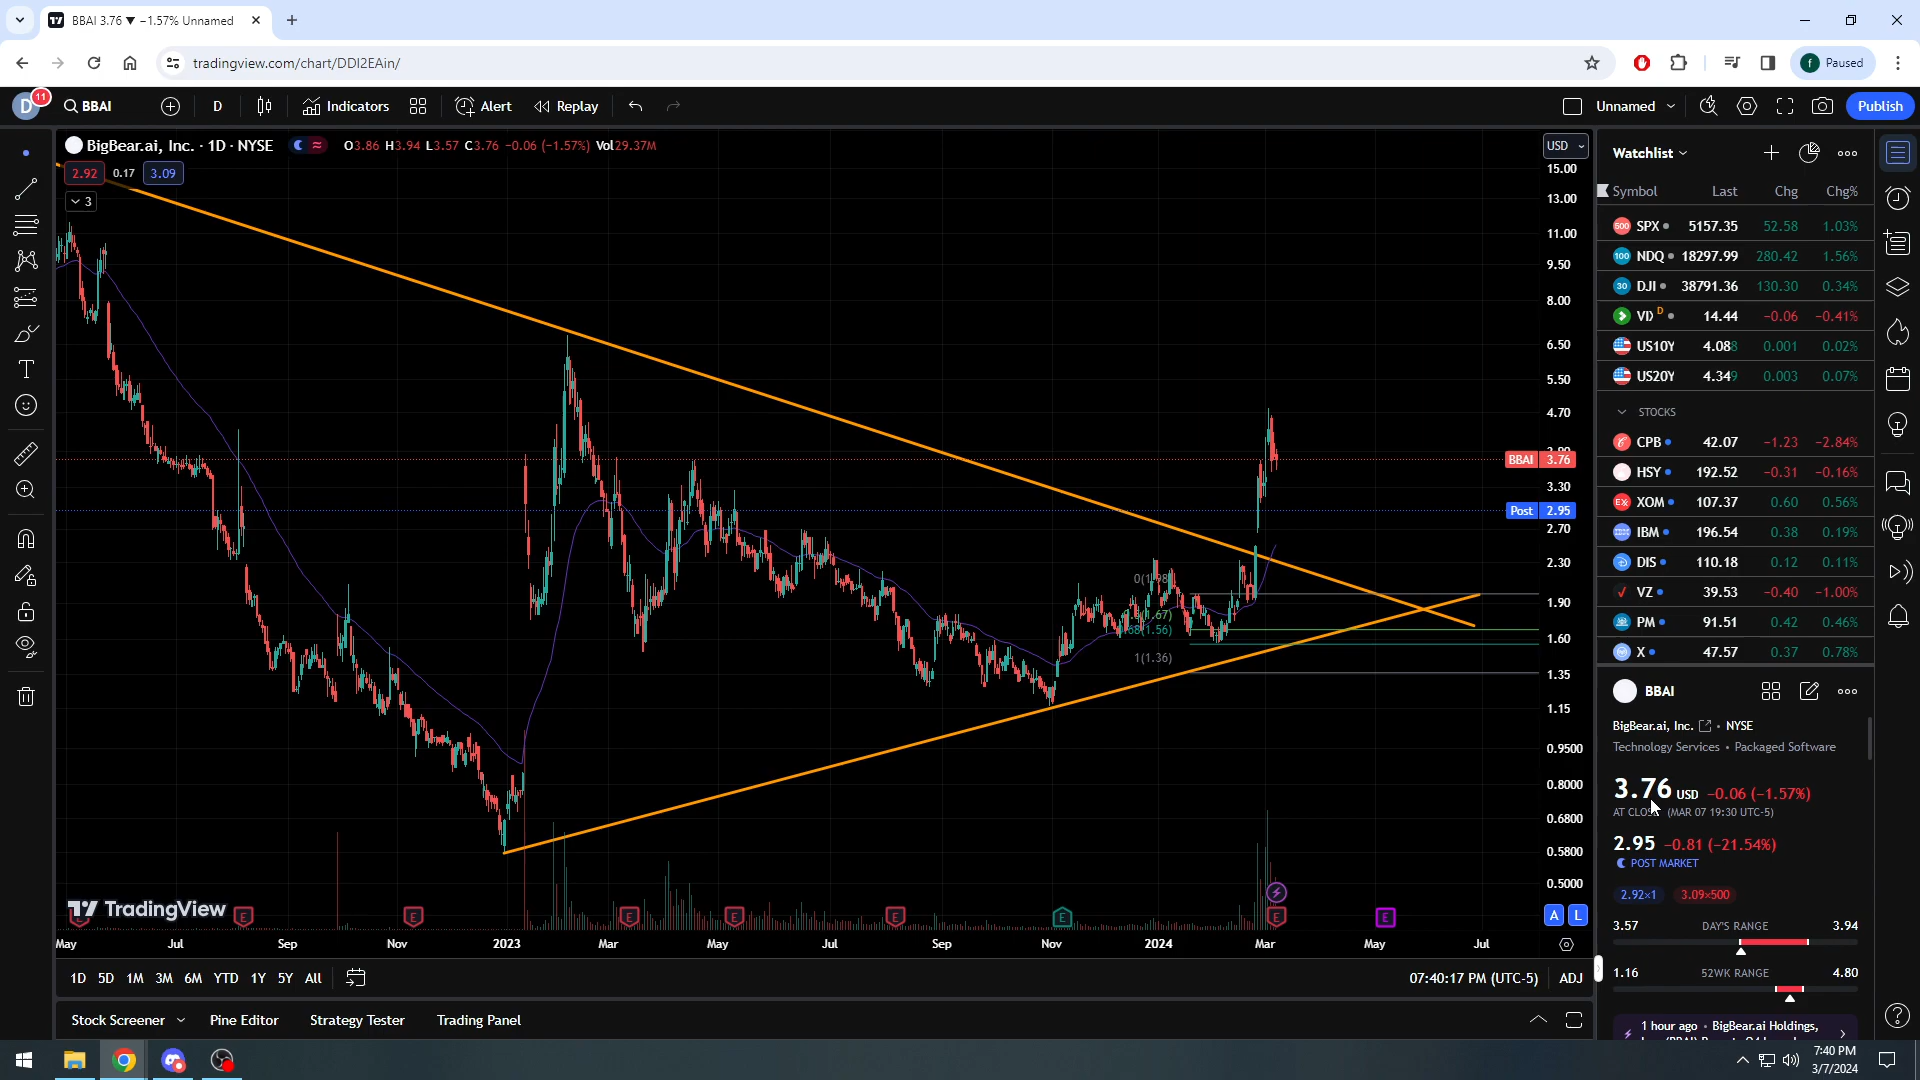 BBAI 3.76 ▼ −1.57% Unnamed
tradingview.com/chart/DDI2EAin/
f Paused
D 11 BBAI D Indicators Alert Replay Unnamed Publish
BigBear.ai, Inc. · 1D · NYSE O3.86 H3.94 L3.57 C3.76 −0.06 (−1.57%) Vol29.37M
2.92 0.17 3.09
3
USD
15.00
13.00
11.00
9.50
8.00
6.50
5.50
4.70
BBAI 3.76
3.30
Post 2.95
2.70
2.30
1.90
1.60
1.35
1.15
0.9500
0.8000
0.6800
0.5800
0.5000
1(1.36)
TradingView
E E E E E E E E E
A L
May Jul Sep Nov 2023 Mar May Jul Sep Nov 2024 Mar May Jul
1D 5D 1M 3M 6M YTD 1Y 5Y All
07:40:17 PM (UTC-5) ADJ
Stock Screener Pine Editor Strategy Tester Trading Panel
Watchlist
Symbol Last Chg Chg%
500 SPX 5157.35 52.58 1.03%
100 NDQ 18297.99 280.42 1.56%
30 DJI 38791.36 130.30 0.34%
D 14.44 −0.06 −0.41%
US10Y 4.088 0.001 0.02%
US20Y 4.349 0.003 0.07%
STOCKS
CPB 42.07 −1.23 −2.84%
HSY 192.52 −0.31 −0.16%
XOM 107.37 0.60 0.56%
IBM 196.54 0.38 0.19%
DIS 110.18 0.12 0.11%
VZ 39.53 −0.40 −1.00%
PM 91.51 0.42 0.46%
X 47.57 0.37 0.78%
BBAI
BigBear.ai, Inc. • NYSE
Technology Services • Packaged Software
3.76 USD −0.06 (−1.57%)
(MAR 07 19:30 UTC-5)
2.95 −0.81 (−21.54%)
POST MARKET
2.92×1 3.09×500
3.57 DAY'S RANGE 3.94
1.16 52WK RANGE 4.80
1 hour ago • BigBear.ai Holdings,
7:40 PM
3/7/2024